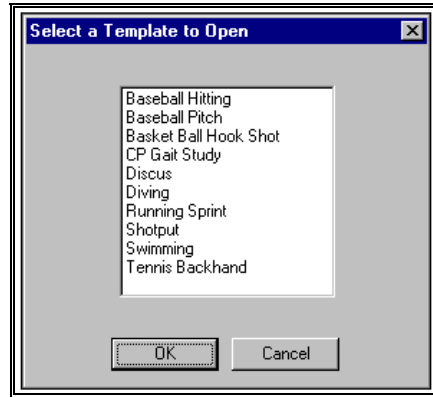 Select a Template to Open
Baseball Hitting
Baseball Pitch
Basket Ball Hook Shot
CP Gait Study
Discus
Diving
Running Sprint
Shotput
Swimming
Tennis Backhand
OK Cancel